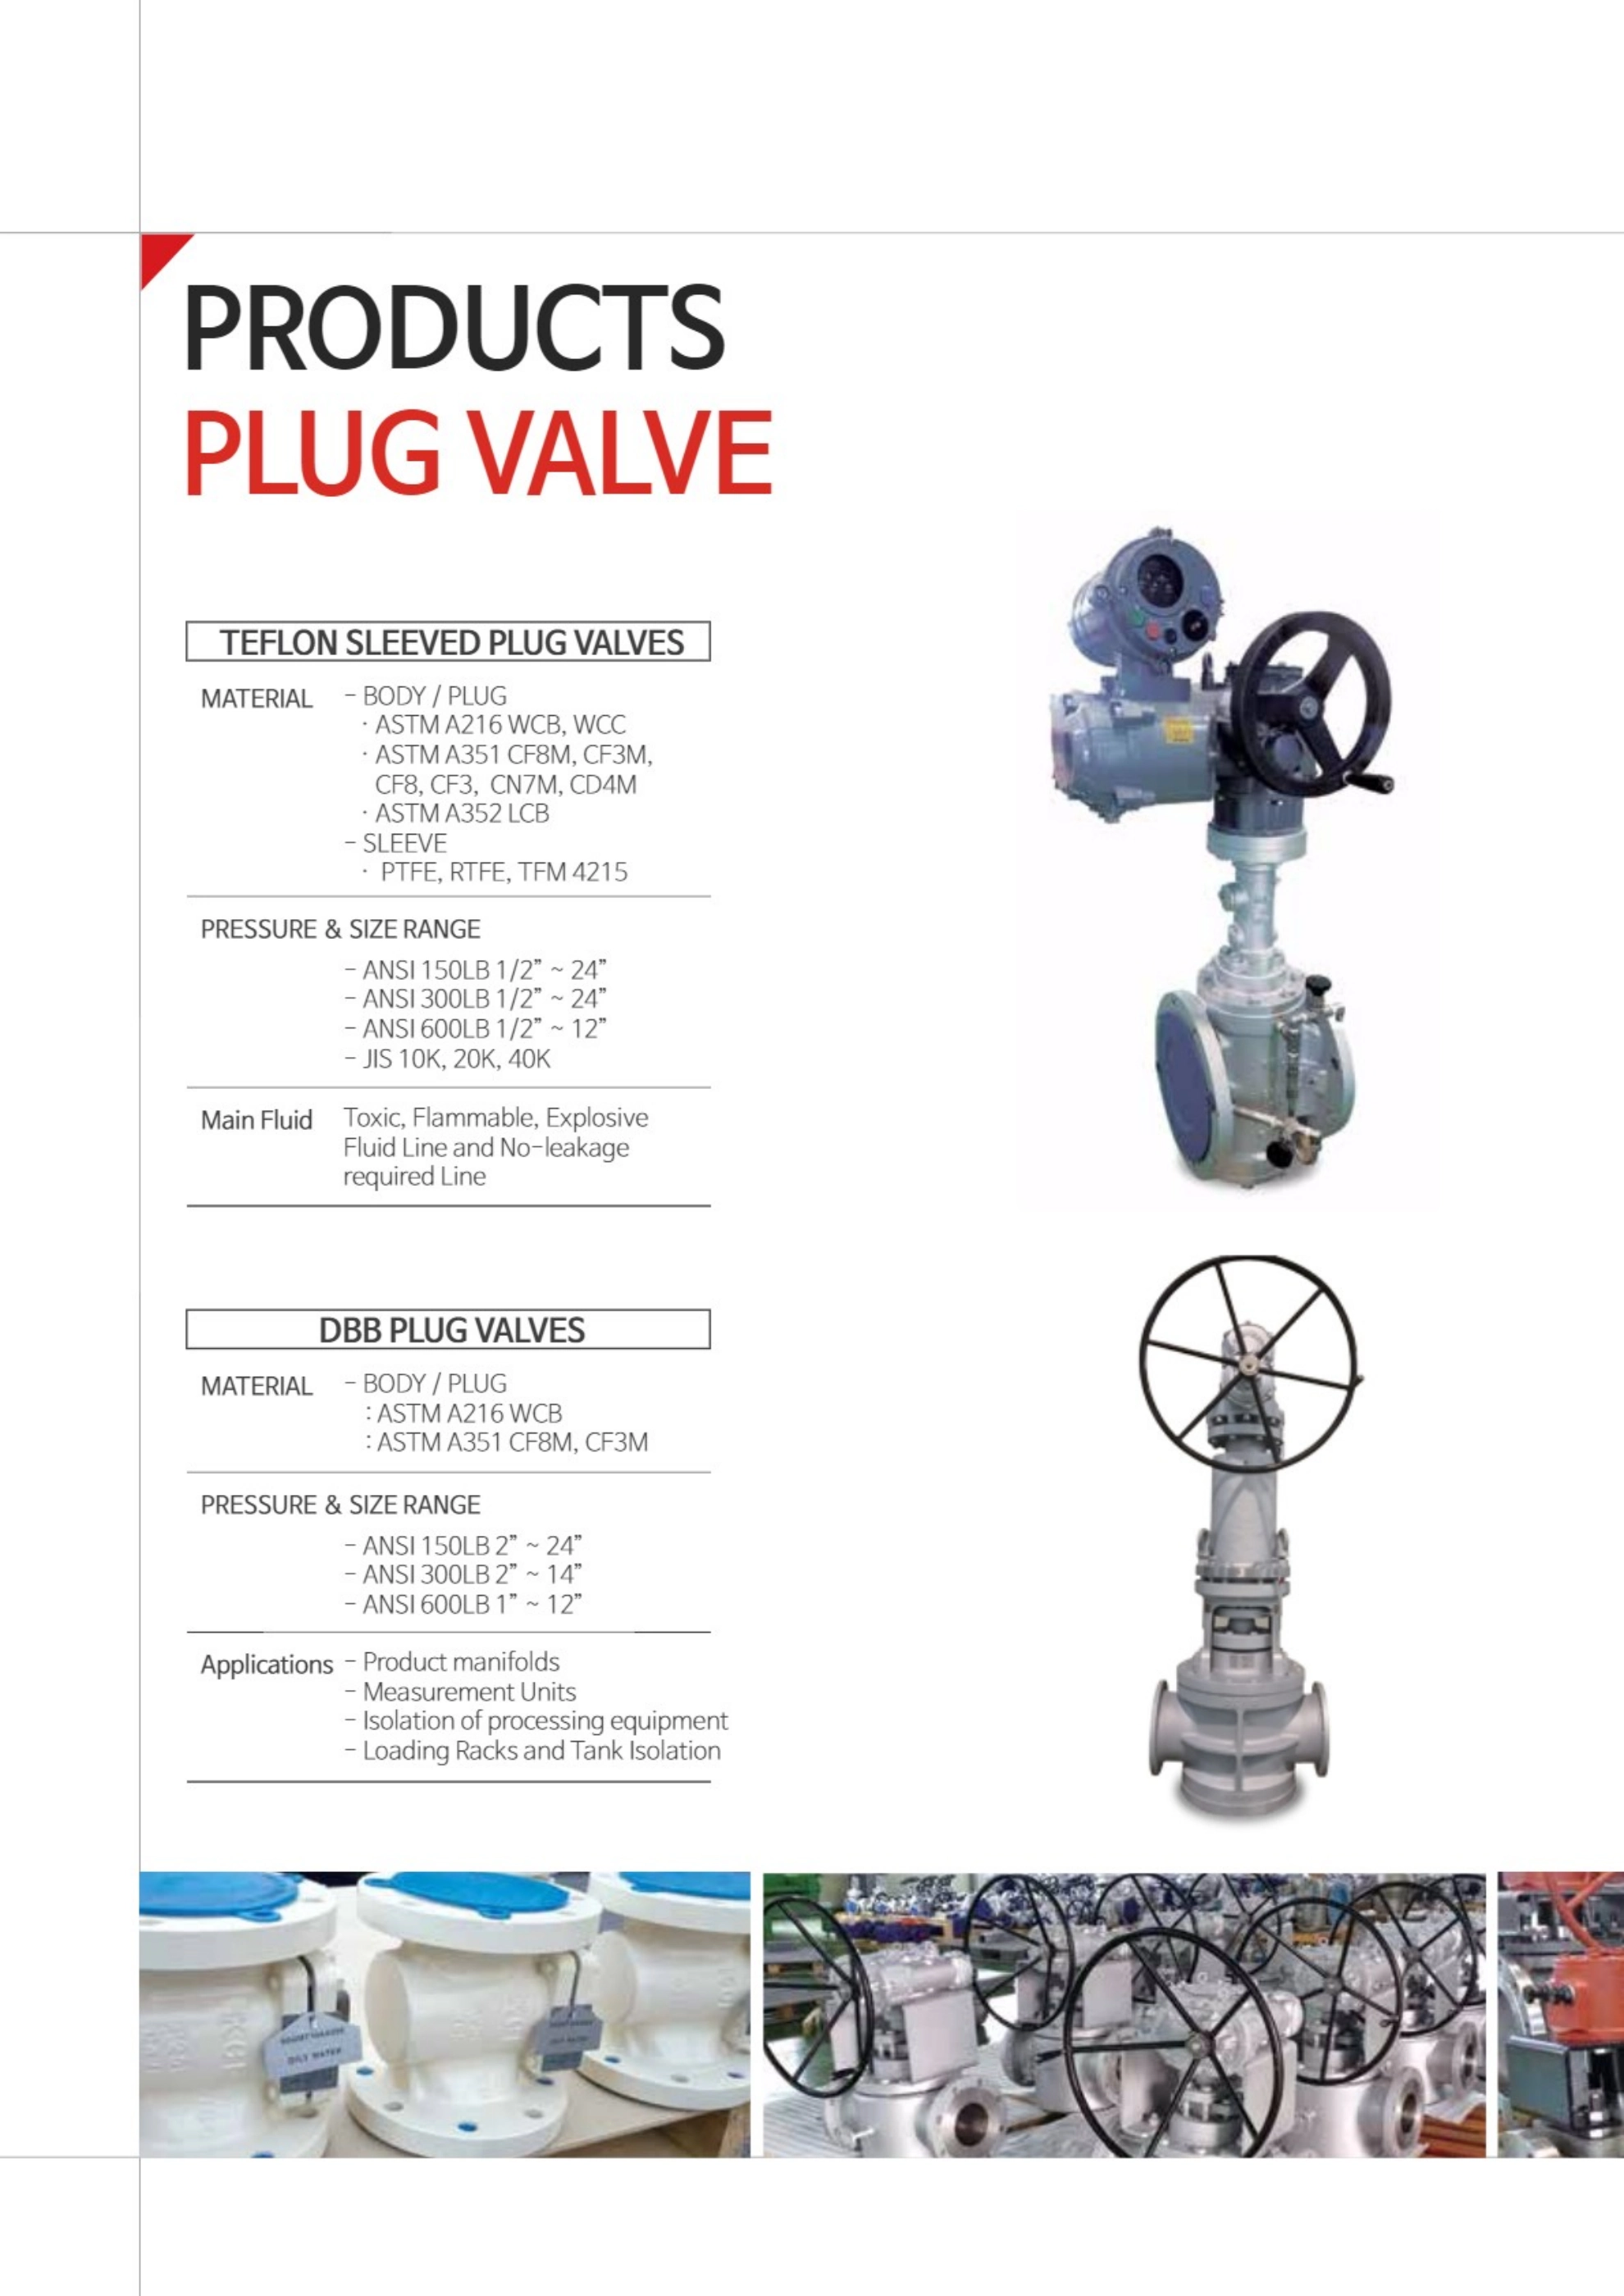 PRODUCTS
PLUG VALVE
TEFLON SLEEVED PLUG VALVES
MATERIAL
- BODY / PLUG
· ASTM A216 WCB, WCC
· ASTM A351 CF8M, CF3M,
CF8, CF3, CN7M, CD4M
· ASTM A352 LCB
- SLEEVE
· PTFE, RTFE, TFM 4215
PRESSURE & SIZE RANGE
- ANSI 150LB 1/2” ~ 24”
- ANSI 300LB 1/2” ~ 24”
- ANSI 600LB 1/2” ~ 12”
- JIS 10K, 20K, 40K
Main Fluid
Toxic, Flammable, Explosive
Fluid Line and No-leakage
required Line
DBB PLUG VALVES
MATERIAL
- BODY / PLUG
: ASTM A216 WCB
: ASTM A351 CF8M, CF3M
PRESSURE & SIZE RANGE
- ANSI 150LB 2” ~ 24”
- ANSI 300LB 2” ~ 14”
- ANSI 600LB 1” ~ 12”
Applications
- Product manifolds
- Measurement Units
- Isolation of processing equipment
- Loading Racks and Tank Isolation
OILY WATER